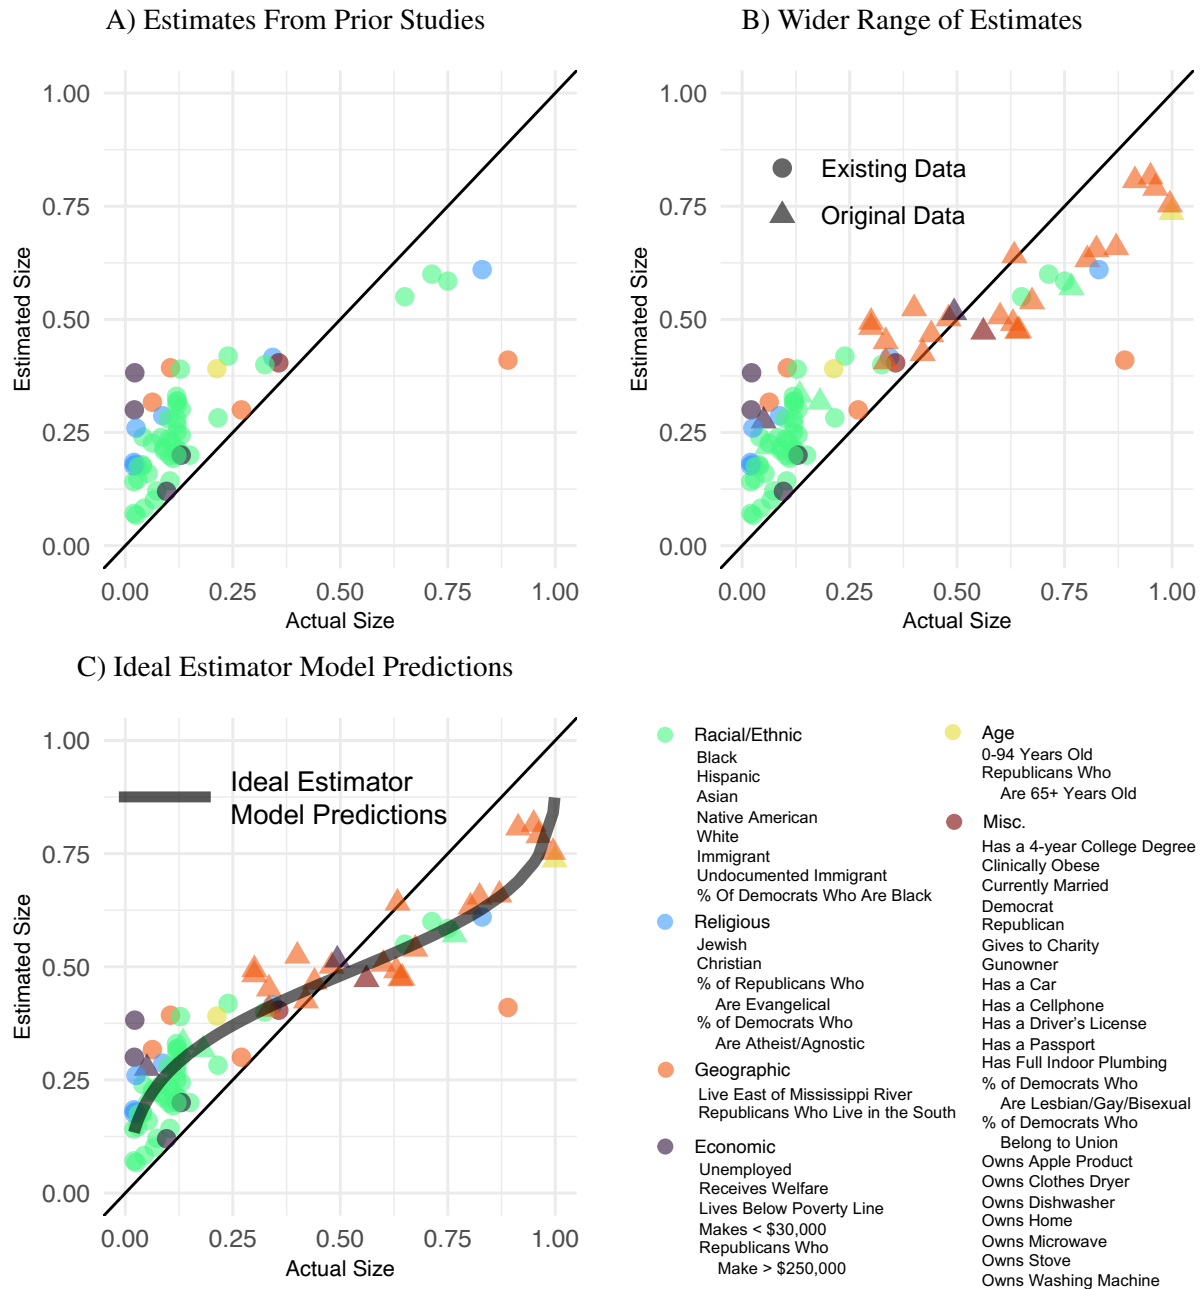 A) Estimates From Prior Studies
1.00
0.75
0.50
0.25
0.00
Estimated Size
0.00 0.25 0.50 0.75 1.00
Actual Size
B) Wider Range of Estimates
1.00
0.75
0.50
0.25
0.00
Estimated Size
Existing Data
Original Data
0.00 0.25 0.50 0.75 1.00
Actual Size
C) Ideal Estimator Model Predictions
1.00
0.75
0.50
0.25
0.00
Estimated Size
Ideal Estimator
Model Predictions
0.00 0.25 0.50 0.75 1.00
Actual Size
Racial/Ethnic
Black
Hispanic
Asian
Native American
White
Immigrant
Undocumented Immigrant
% Of Democrats Who Are Black
Religious
Jewish
Christian
% of Republicans Who
Are Evangelical
% of Democrats Who
Are Atheist/Agnostic
Geographic
Live East of Mississippi River
Republicans Who Live in the South
Economic
Unemployed
Receives Welfare
Lives Below Poverty Line
Makes < $30,000
Republicans Who
Make > $250,000
Age
0-94 Years Old
Republicans Who
Are 65+ Years Old
Misc.
Has a 4-year College Degree
Clinically Obese
Currently Married
Democrat
Republican
Gives to Charity
Gunowner
Has a Car
Has a Cellphone
Has a Driver's License
Has a Passport
Has Full Indoor Plumbing
% of Democrats Who
Are Lesbian/Gay/Bisexual
% of Democrats Who
Belong to Union
Owns Apple Product
Owns Clothes Dryer
Owns Dishwasher
Owns Home
Owns Microwave
Owns Stove
Owns Washing Machine